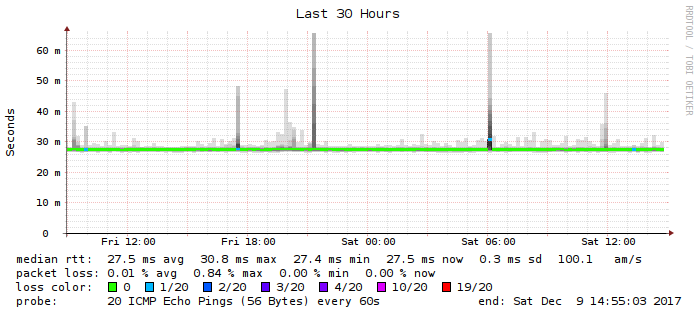 Last 30 Hours
RRDTOOL / TOBI OETIKER
Seconds
60 m
50 m
40 m
30 m
20 m
10 m
0
Fri 12:00 Fri 18:00 Sat 00:00 Sat 06:00 Sat 12:00
median rtt: 27.5 ms avg 30.8 ms max 27.4 ms min 27.5 ms now 0.3 ms sd 100.1 am/s
packet loss: 0.01 % avg 0.84 % max 0.00 % min 0.00 % now
loss color: 0 1/20 2/20 3/20 4/20 10/20 19/20
probe: 20 ICMP Echo Pings (56 Bytes) every 60s end: Sat Dec 9 14:55:03 2017